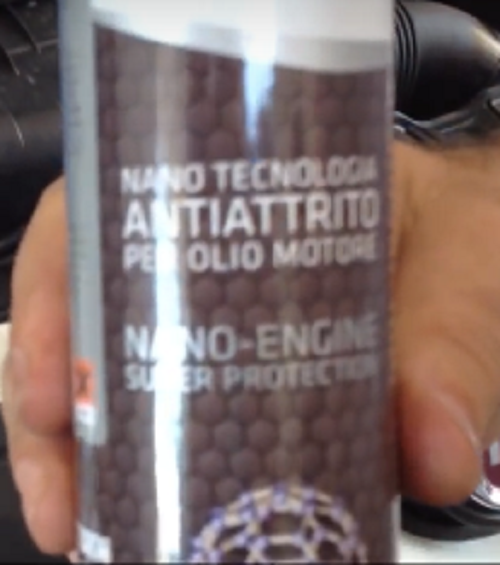 NANO TECNOLOGIA
ANTIATTRITO
PER OLIO MOTORE
NANO-ENGINE
SUPER PROTECTION